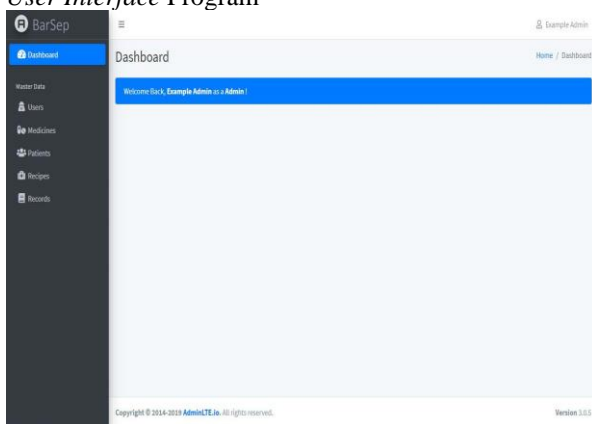 User Interface Program
BarSep
Example Admin
Dashboard
Dashboard
Home / Dashboard
Welcome Back, Example Admin as a Admin !
Master Data
Users
Medicines
Patients
Recipes
Records
Copyright © 2014-2019 AdminLTE.io. All rights reserved.
Version 3.0.5